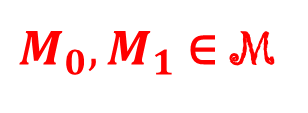 𝑴₀, 𝑴₁ ∈ ℳ